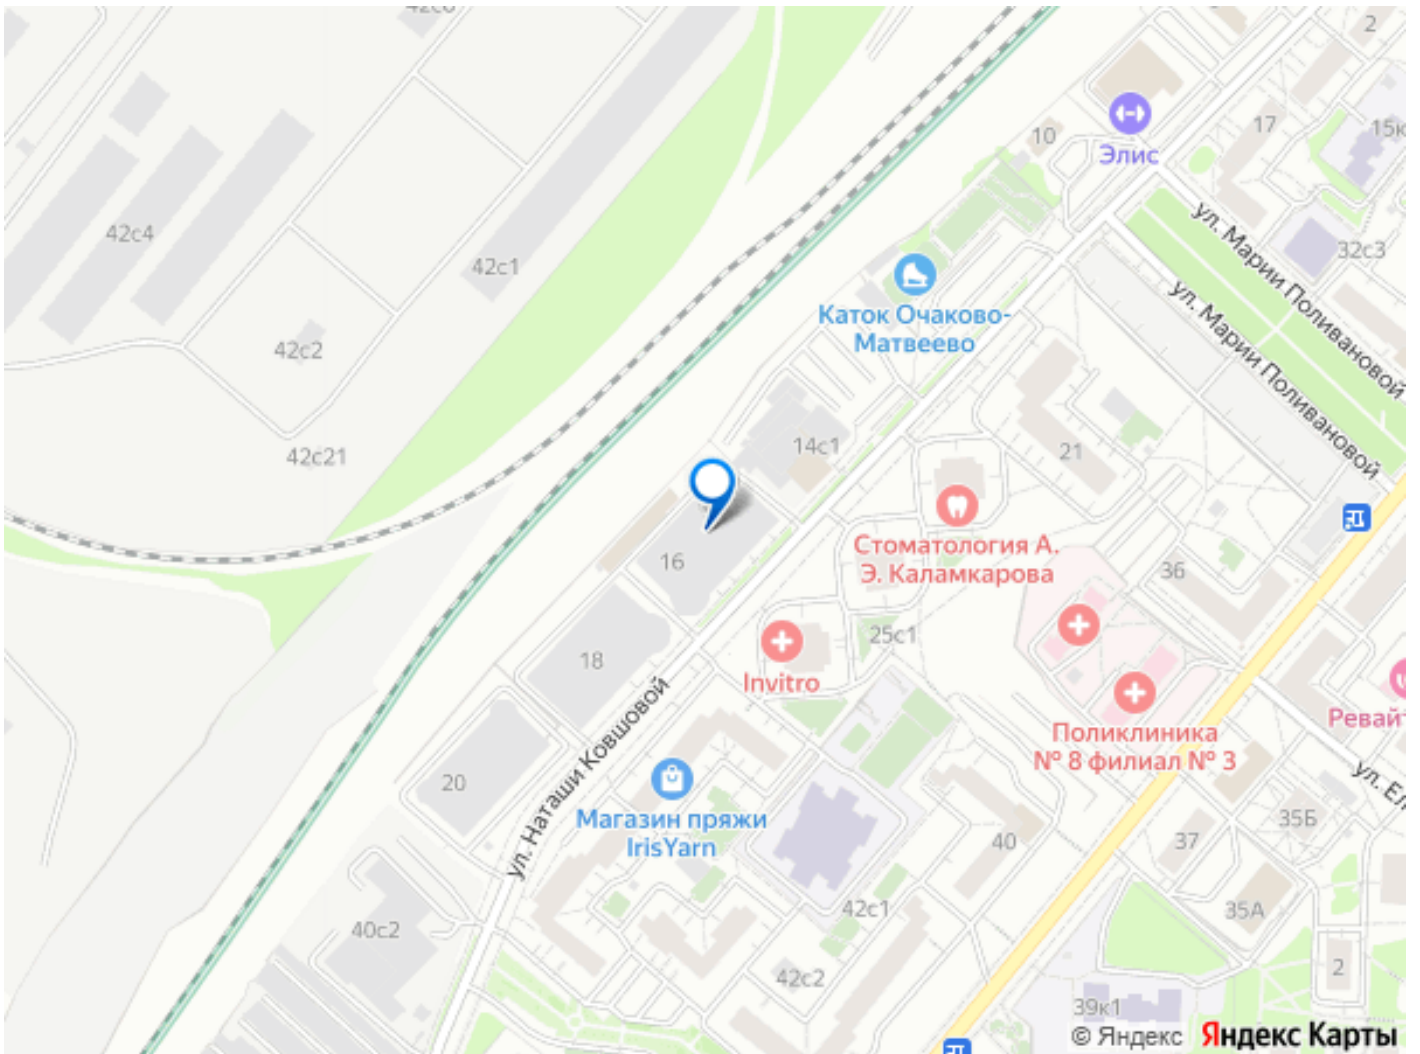 42с6
2
Элис
17
15к
10
ул. Марии Поливановой
32с3
42с4
42с1
Каток Очаково-
Матвеево
ул. Марии Поливановой
42с2
42с21
14с1
21
Стоматология А.
Э. Каламкарова
36
16
25с1
Invitro
18
Поликлиника
№ 8 филиал № 3
Ревай
ул. Наташи Ковшовой
20
Магазин пряжи
IrisYarn
ул. Ел
35Б
37
40
35А
42с1
40с2
42с2
2
39к1
© Яндекс Яндекс Карты